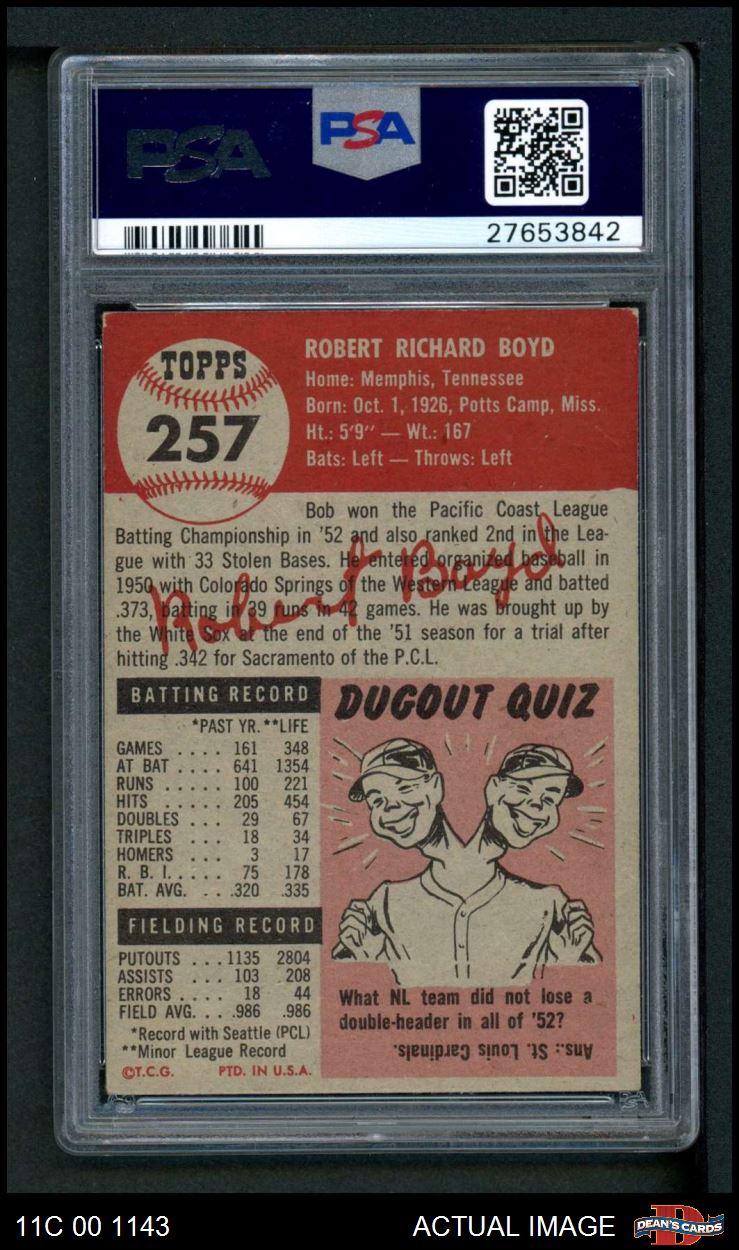 PSA PSA
27653842
TOPPS
257
ROBERT RICHARD BOYD
Home: Memphis, Tennessee
Born: Oct. 1, 1926, Potts Camp, Miss.
Ht.: 5'9" — Wt.: 167
Bats: Left — Throws: Left
Bob won the Pacific Coast League
Batting Championship in '52 and also ranked 2nd in the Lea-
gue with 33 Stolen Bases. He entered organized baseball in
1950 with Colorado Springs of the Western League and batted
.373, batting in 39 runs in 42 games. He was brought up by
the White Sox at the end of the '51 season for a trial after
hitting .342 for Sacramento of the P.C.L.
Robert Boyd
BATTING RECORD
*PAST YR. **LIFE
GAMES .... 161 348
AT BAT .... 641 1354
RUNS ..... 100 221
HITS ..... 205 454
DOUBLES .. 29 67
TRIPLES ... 18 34
HOMERS ... 3 17
R. B. I. .... 75 178
BAT. AVG. .. .320 .335
FIELDING RECORD
PUTOUTS ... 1135 2804
ASSISTS ... 103 208
ERRORS .... 18 44
FIELD AVG. ... .986 .986
*Record with Seattle (PCL)
**Minor League Record
©T.C.G. PTD. IN U.S.A.
DUGOUT QUIZ
What NL team did not lose a
double-header in all of '52?
Ans.: St. Louis Cardinals.
11C 00 1143 ACTUAL IMAGE DEAN'S CARDS